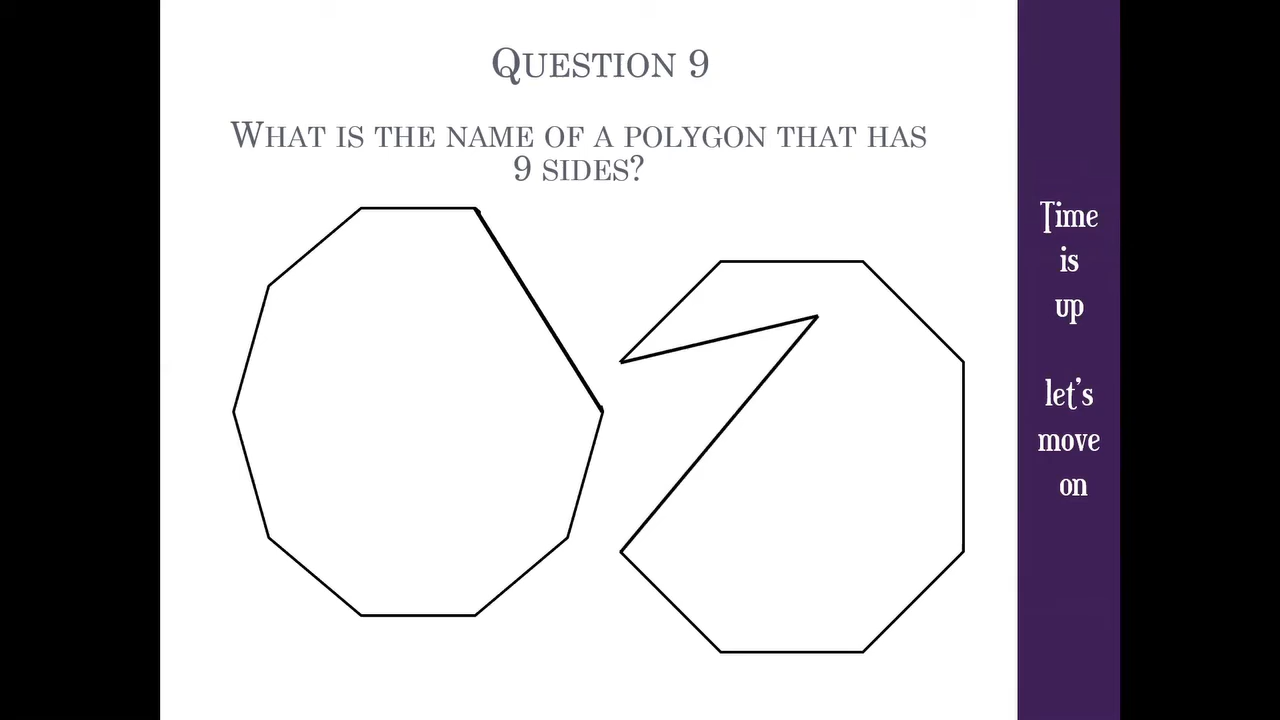 Question 9
What is the name of a polygon that has
9 sides?
Time
is
up
let's
move
on